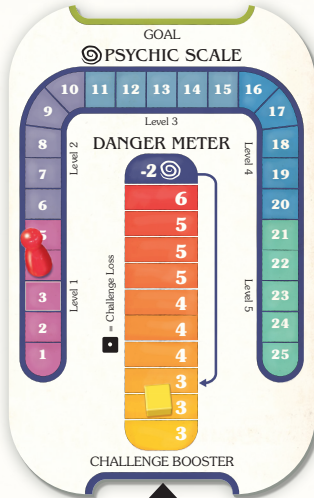 GOAL
PSYCHIC SCALE
10 11 12 13 14 15 16
9 17
8 18
7 19
6 20
5 21
22
3 23
2 24
1 25
Level 1
Level 2
Level 3
Level 4
Level 5
DANGER METER
-2
6
5
5
5
4
4
4
3
3
3
= Challenge Loss
CHALLENGE BOOSTER